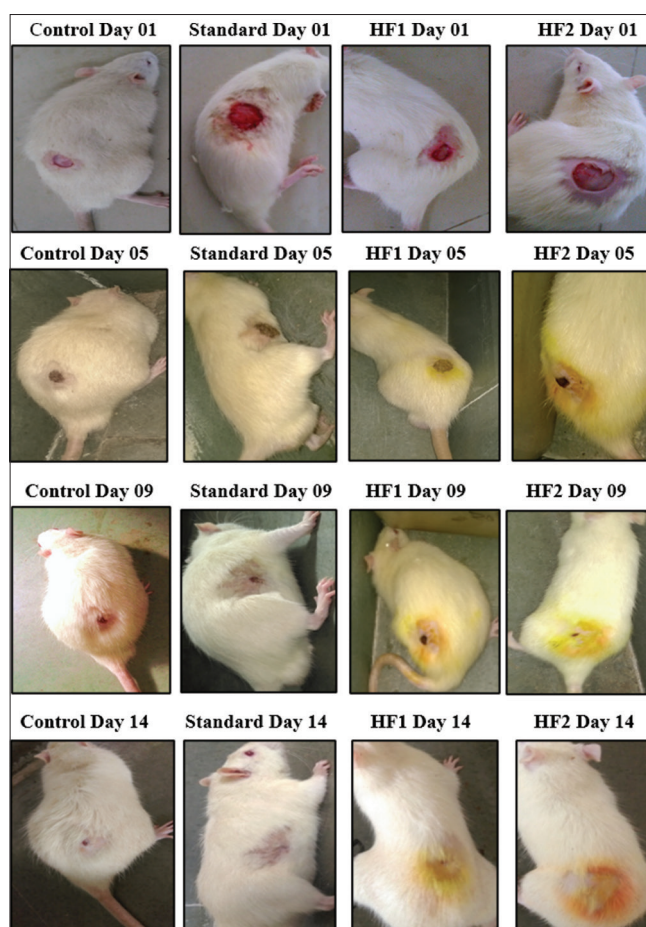 Control Day 01 Standard Day 01 HF1 Day 01 HF2 Day 01
Control Day 05 Standard Day 05 HF1 Day 05 HF2 Day 05
Control Day 09 Standard Day 09 HF1 Day 09 HF2 Day 09
Control Day 14 Standard Day 14 HF1 Day 14 HF2 Day 14